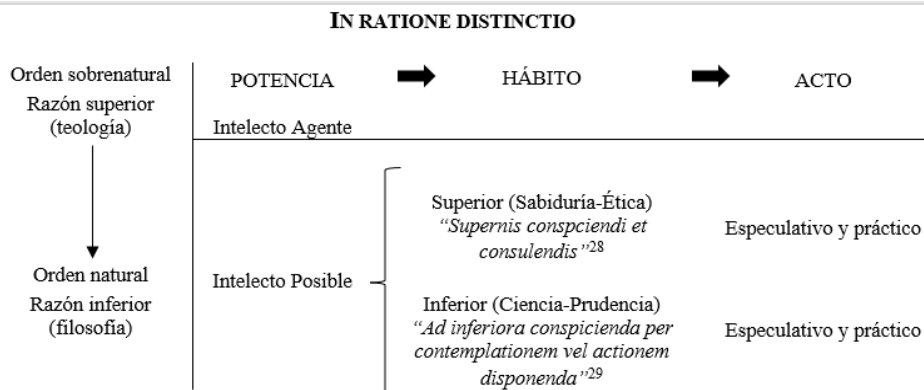 IN RATIONE DISTINCTIO
Orden sobrenatural
Razón superior
(teología)
POTENCIA
HÁBITO
ACTO
Intelecto Agente
Orden natural
Razón inferior
(filosofía)
Intelecto Posible
Superior (Sabiduría-Ética)
“Supernis conspciendi et
consulendis”28
Especulativo y práctico
Inferior (Ciencia-Prudencia)
“Ad inferiora conspicienda per
contemplationem vel actionem
disponenda”29
Especulativo y práctico